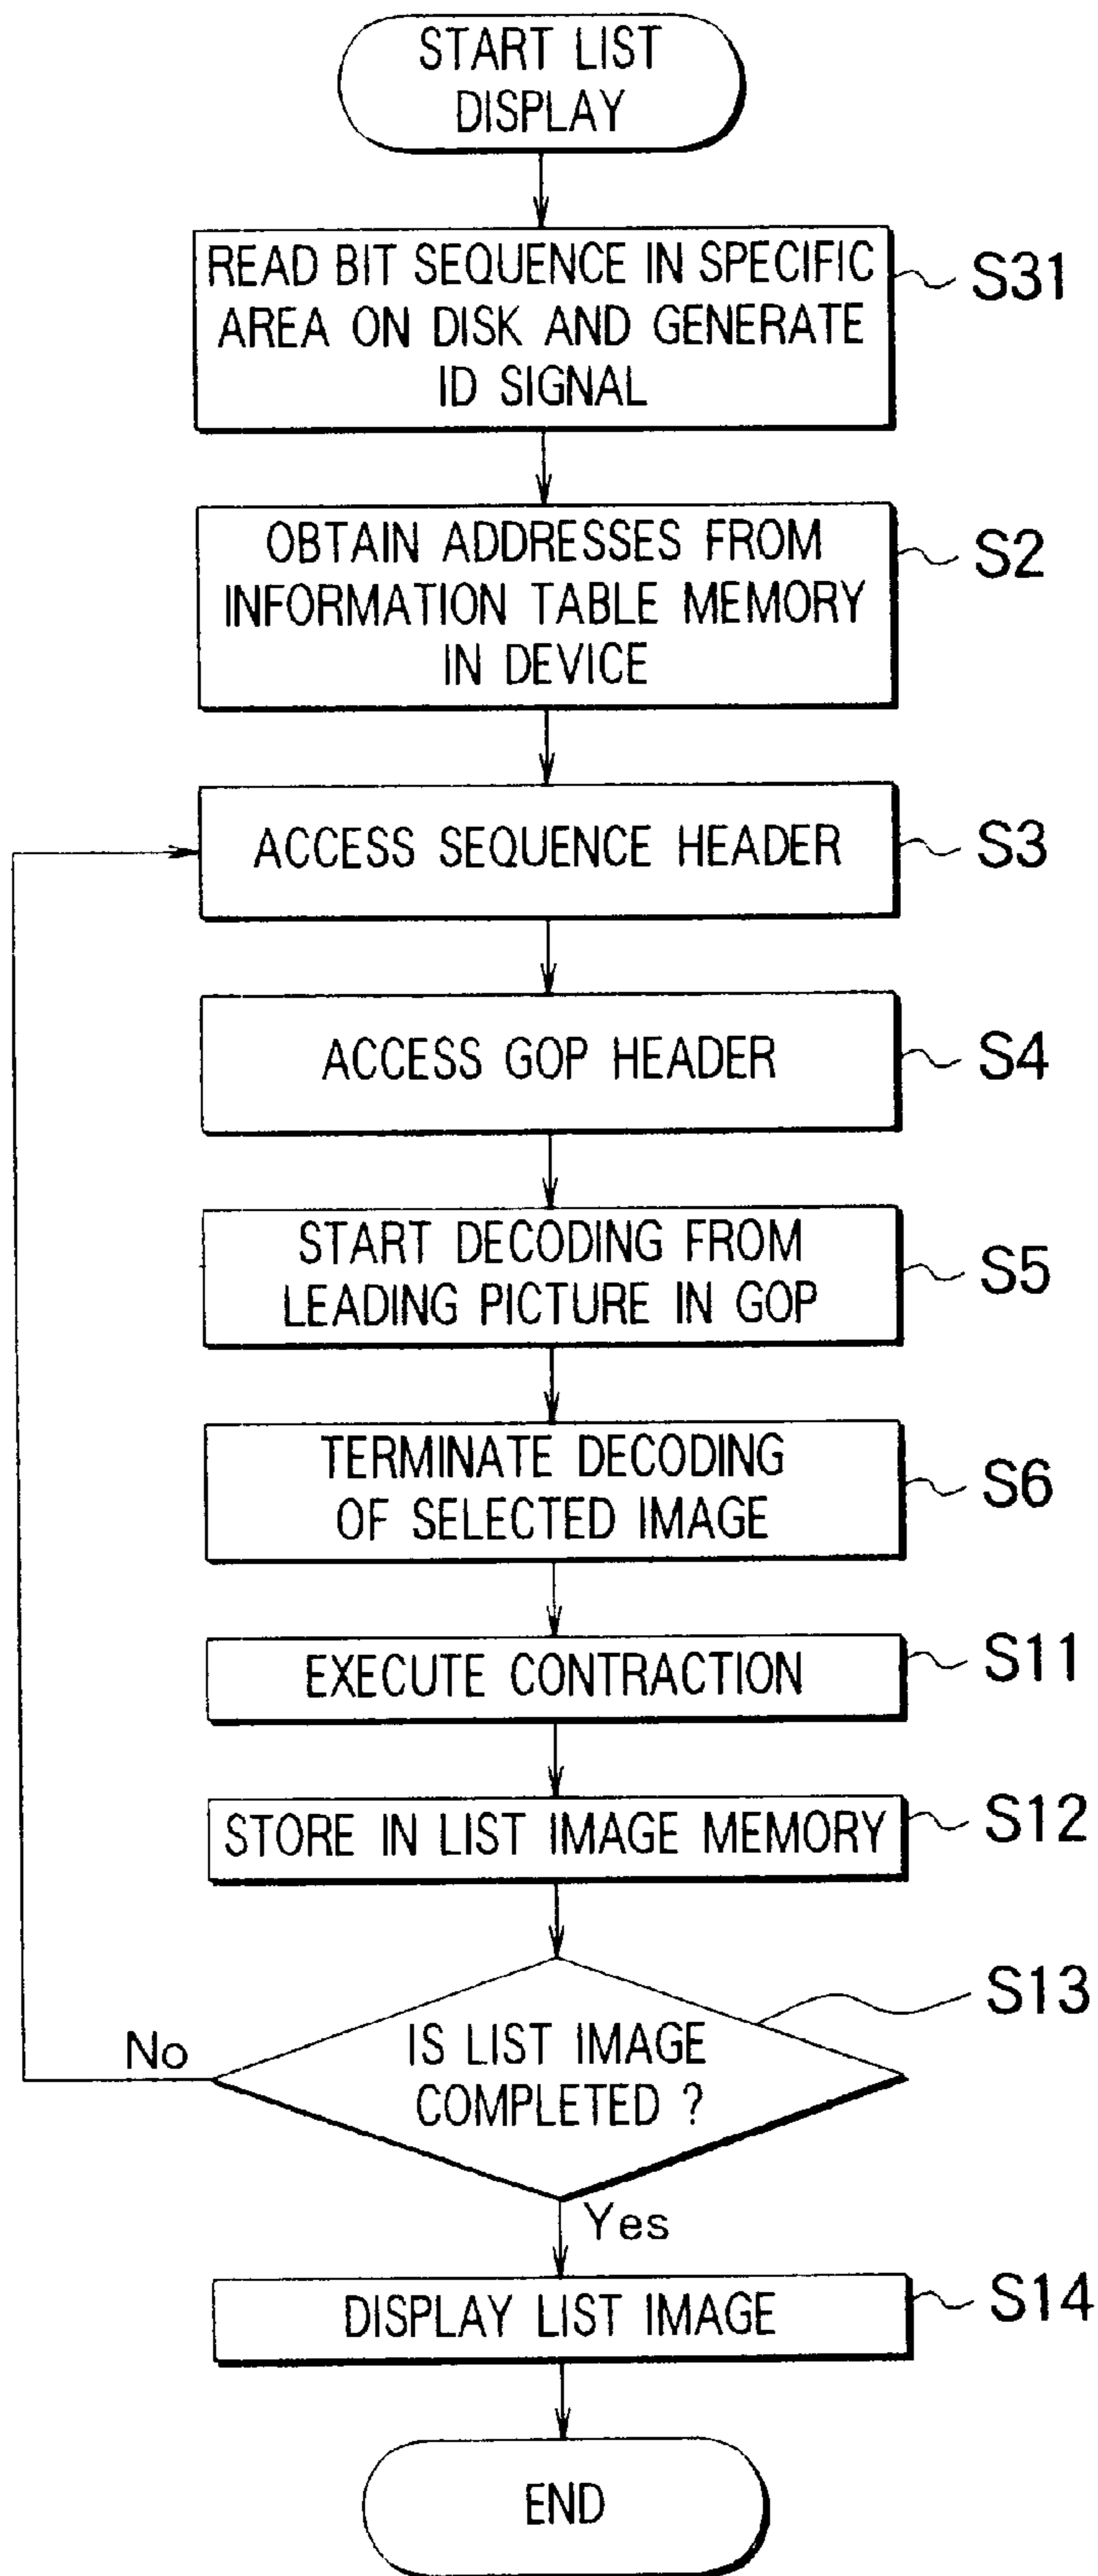 START LIST
DISPLAY
READ BIT SEQUENCE IN SPECIFIC
AREA ON DISK AND GENERATE
ID SIGNAL
S31
OBTAIN ADDRESSES FROM
INFORMATION TABLE MEMORY
IN DEVICE
S2
ACCESS SEQUENCE HEADER
S3
ACCESS GOP HEADER
S4
START DECODING FROM
LEADING PICTURE IN GOP
S5
TERMINATE DECODING
OF SELECTED IMAGE
S6
EXECUTE CONTRACTION
S11
STORE IN LIST IMAGE MEMORY
S12
IS LIST IMAGE
COMPLETED ?
S13
No
Yes
DISPLAY LIST IMAGE
S14
END